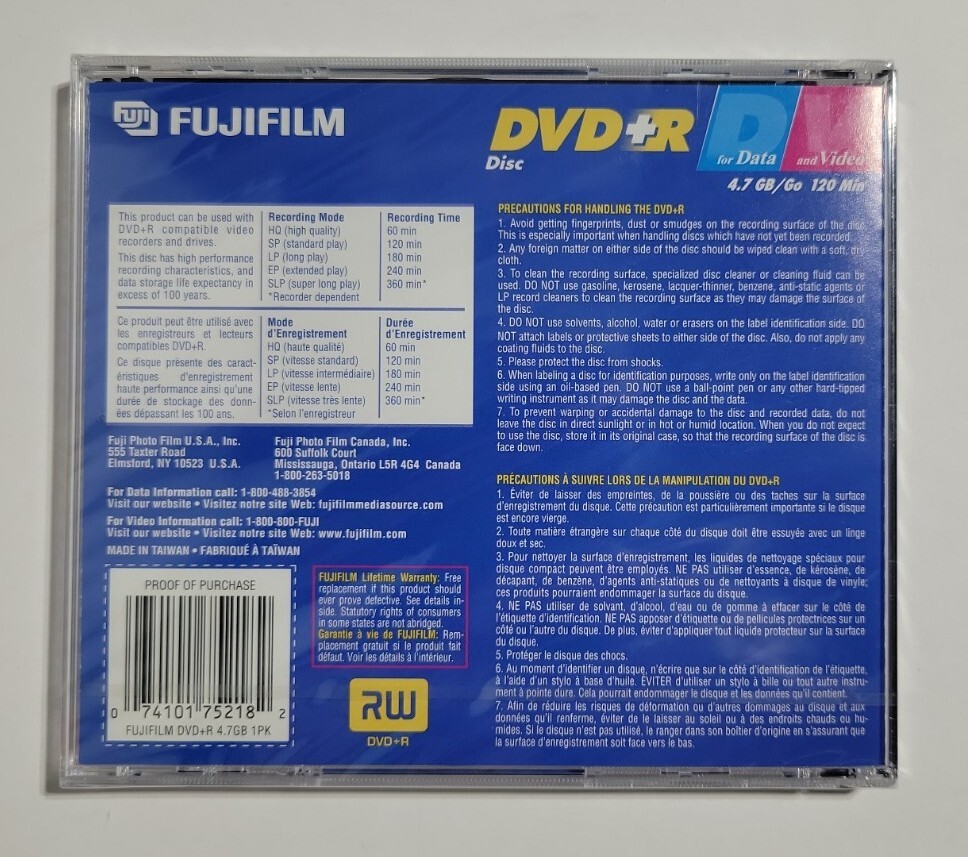 FUJI FUJIFILM
DVD+R
Disc
D
for Data
V
and Video
4.7 GB/Go 120 Min
This product can be used with
DVD+R compatible video
recorders and drives.
This disc has high performance
recording characteristics, and
data storage life expectancy in
excess of 100 years.
Recording Mode Recording Time
HQ (high quality) 60 min
SP (standard play) 120 min
LP (long play) 180 min
EP (extended play) 240 min
SLP (super long play) 360 min*
*Recorder dependent
Ce produit peut être utilisé avec
les enregistreurs et lecteurs
compatibles DVD+R.
Ce disque présente des caract-
éristiques d'enregistrement
haute performance ainsi qu'une
durée de stockage des don-
ées dépassant les 100 ans.
Mode Durée
d'Enregistrement d'Enregistrement
HQ (haute qualité) 60 min
SP (vitesse standard) 120 min
LP (vitesse intermédiaire) 180 min
EP (vitesse lente) 240 min
SLP (vitesse très lente) 360 min*
*Selon l'enregistreur
Fuji Photo Film U.S.A., Inc.
555 Taxter Road
Elmsford, NY 10523 U.S.A.
Fuji Photo Film Canada, Inc.
600 Suffolk Court
Mississauga, Ontario L5R 4G4 Canada
1-800-263-5018
For Data Information call: 1-800-488-3854
Visit our website • Visitez notre site Web: fujifilmmediasource.com
For Video Information call: 1-800-800-FUJI
Visit our website • Visitez notre site Web: www.fujifilm.com
MADE IN TAIWAN • FABRIQUÉ À TAÏWAN
PROOF OF PURCHASE
0 74101 75218 2
FUJIFILM DVD+R 4.7GB 1PK
FUJIFILM Lifetime Warranty: Free
replacement if this product should
ever prove defective. See details in-
side. Statutory rights of consumers
in some states are not abridged.
Garantie à vie de FUJIFILM: Rem-
placement gratuit si le produit fait
défaut. Voir les détails à l'intérieur.
RW
DVD+R
PRECAUTIONS FOR HANDLING THE DVD+R
1. Avoid getting fingerprints, dust or smudges on the recording surface of the disc.
This is especially important when handling discs which have not yet been recorded.
2. Any foreign matter on either side of the disc should be wiped clean with a soft, dry
cloth.
3. To clean the recording surface, specialized disc cleaner or cleaning fluid can be
used. DO NOT use gasoline, kerosene, lacquer-thinner, benzene, anti-static agents or
LP record cleaners to clean the recording surface as they may damage the surface of
the disc.
4. DO NOT use solvents, alcohol, water or erasers on the label identification side. DO
NOT attach labels or protective sheets to either side of the disc. Also, do not apply any
coating fluids to the disc.
5. Please protect the disc from shocks.
6. When labeling a disc for identification purposes, write only on the label identification
side using an oil-based pen. DO NOT use a ball-point pen or any other hard-tipped
writing instrument as it may damage the disc and the data.
7. To prevent warping or accidental damage to the disc and recorded data, do not
leave the disc in direct sunlight or in hot or humid location. When you do not expect
to use the disc, store it in its original case, so that the recording surface of the disc is
face down.
PRÉCAUTIONS À SUIVRE LORS DE LA MANIPULATION DU DVD+R
1. Éviter de laisser des empreintes, de la poussière ou des taches sur la surface
d'enregistrement du disque. Cette précaution est particulièrement importante si le disque
est encore vierge.
2. Toute matière étrangère sur chaque côté du disque doit être essuyée avec un linge
doux et sec.
3. Pour nettoyer la surface d'enregistrement, les liquides de nettoyage spéciaux pour
disque compact peuvent être employés. NE PAS utiliser d'essence, de kérosène, de
décapant, de benzène, d'agents anti-statiques ou de nettoyants à disque de vinyle;
ces produits pourraient endommager la surface du disque.
4. NE PAS utiliser de solvant, d'alcool, d'eau ou de gomme à effacer sur le côté de
l'étiquette d'identification. NE PAS apposer d'étiquette ou de pellicules protectrices sur un
côté ou l'autre du disque. De plus, éviter d'appliquer tout liquide protecteur sur la surface
du disque.
5. Protéger le disque des chocs.
6. Au moment d'identifier un disque, n'écrire que sur le côté d'identification de l'étiquette,
à l'aide d'un stylo à base d'huile. ÉVITER d'utiliser un stylo à bille ou tout autre instru-
ment à pointe dure. Cela pourrait endommager le disque et les données qu'il contient.
7. Afin de réduire les risques de déformation ou d'autres dommages au disque et aux
données qu'il renferme, éviter de le laisser au soleil ou à des endroits chauds ou hu-
mides. Si le disque n'est pas utilisé, le ranger dans son boîtier d'origine en s'assurant que
la surface d'enregistrement soit face vers le bas.